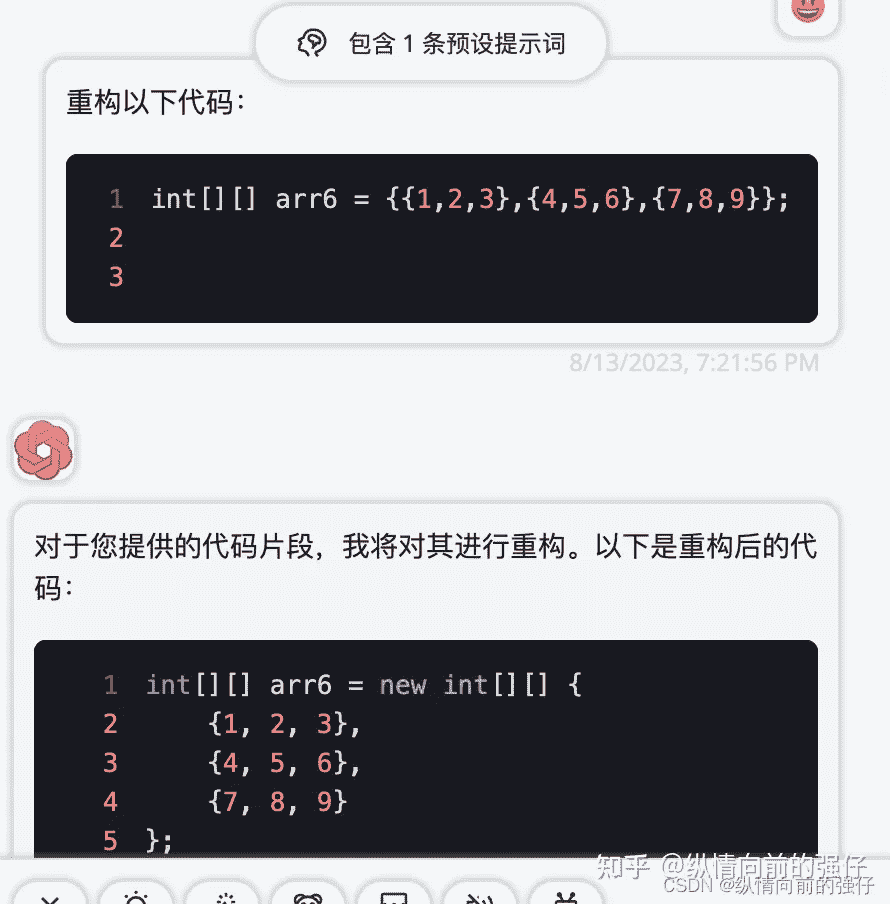 包含 1 条预设提示词
重构以下代码：
1 int[][] arr6 = {{1,2,3},{4,5,6},{7,8,9}};
2
3
8/13/2023, 7:21:56 PM
对于您提供的代码片段，我将对其进行重构。以下是重构后的代
码：
1 int[][] arr6 = new int[][] {
2     {1, 2, 3},
3     {4, 5, 6},
4     {7, 8, 9}
5 };
知乎 @纵情向前的强仔
CSDN @纵情向前的强仔